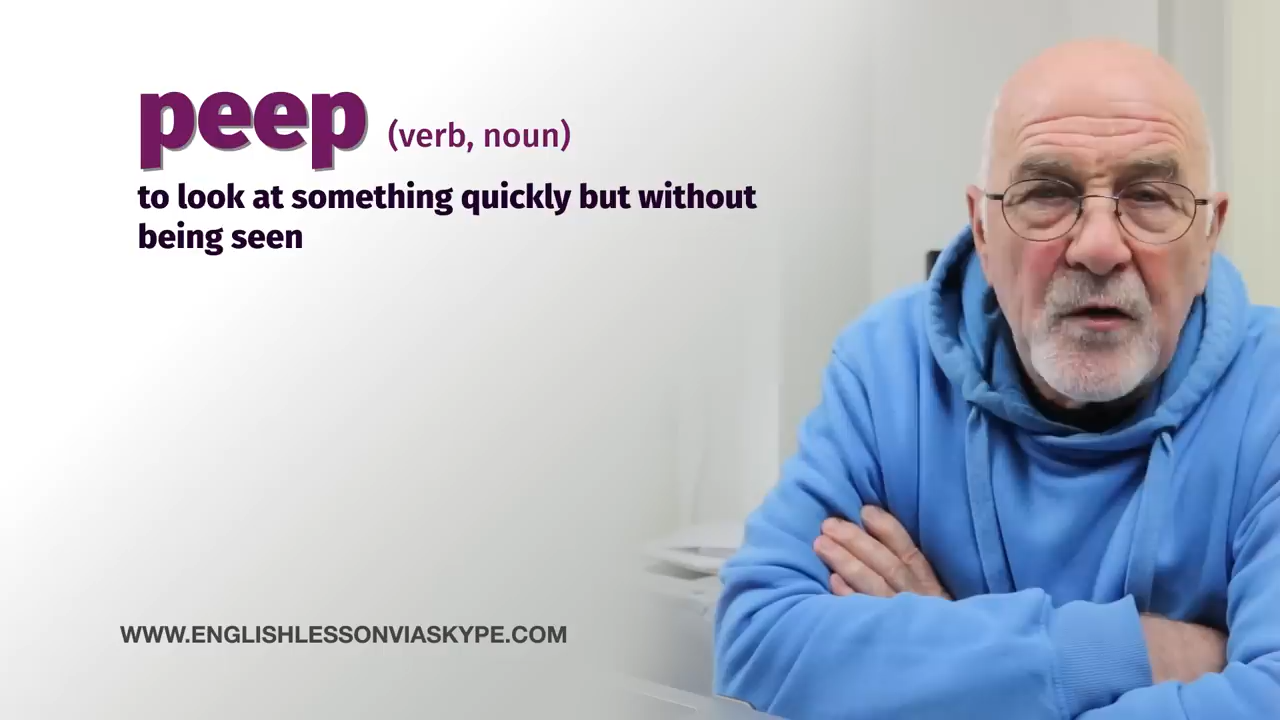 peep (verb, noun)
to look at something quickly but without
being seen
WWW.ENGLISHLESSONVIASKYPE.COM